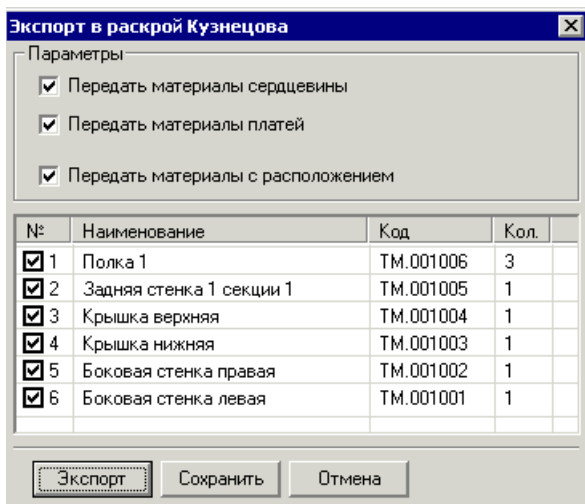 Экспорт в раскрой Кузнецова
Параметры
Передать материалы сердцевины
Передать материалы платей
Передать материалы с расположением
№ Наименование Код Кол.
1 Полка 1 ТМ.001006 3
2 Задняя стенка 1 секции 1 ТМ.001005 1
3 Крышка верхняя ТМ.001004 1
4 Крышка нижняя ТМ.001003 1
5 Боковая стенка правая ТМ.001002 1
6 Боковая стенка левая ТМ.001001 1
Экспорт Сохранить Отмена